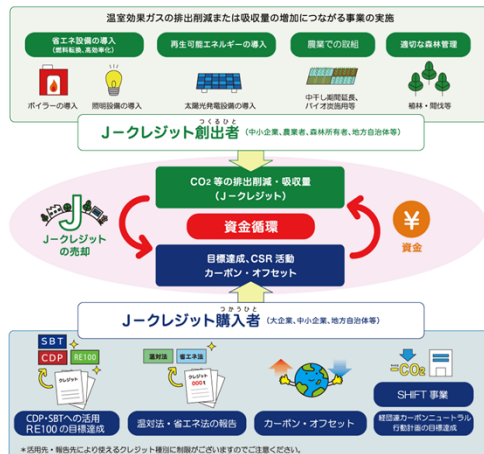 温室効果ガスの排出削減または吸収量の増加につながる事業の実施
省エネ設備の導入
(燃料転換、高効率化)
再生可能エネルギーの導入
農業での取組
適切な森林管理
ボイラーの導入
照明設備の導入
太陽光発電設備の導入
中干し期間延長、
バイオ炭施用等
植林・間伐等
つくるひと
J-クレジット創出者(中小企業、農業者、森林所有者、地方自治体等)
CO2 等の排出削減・吸収量
(J-クレジット)
J
J-クレジット
の売却
資金循環
¥
資金
目標達成、CSR 活動
カーボン・オフセット
つかうひと
J-クレジット購入者(大企業、中小企業、地方自治体等)
SBT
CDP
RE100
クレジット
温対法
省エネ法
クレジット
0001
-CO2
SHIFT 事業
CDP・SBTへの活用
RE100 の目標達成
温対法・省エネ法の報告
カーボン・オフセット
経団連カーボンニュートラル
行動計画の目標達成
*活用先・報告先により使えるクレジット種別に制限がございますのでご注意ください。